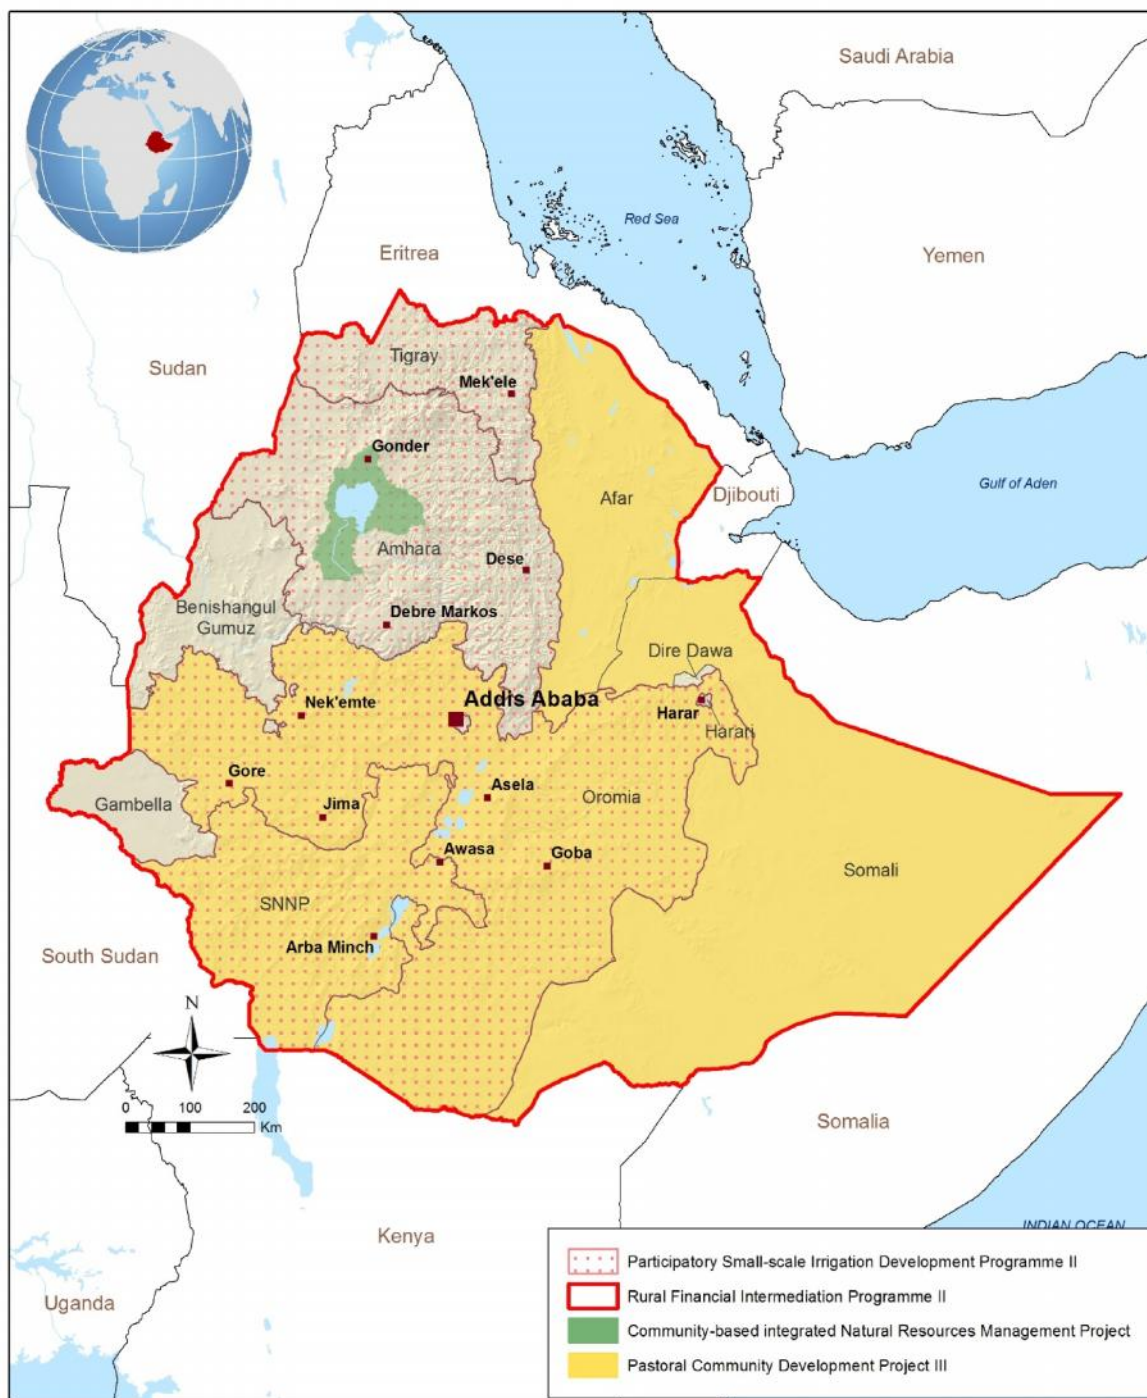 Saudi Arabia
Red Sea
Eritrea
Yemen
Sudan
Tigray
Mek'ele
Gonder
Afar
Djibouti
Gulf of Aden
Amhara
Dese
Benishangul
Gumuz
Debre Markos
Dire Dawa
Nek'emte
Addis Ababa
Harar
Harari
Gore
Asela
Gambella
Jima
Oromia
Awasa
Goba
Somali
SNNP
Arba Minch
South Sudan
N
0 100 200
Km
Somalia
Kenya
INDIAN OCEAN
Uganda
Participatory Small-scale Irrigation Development Programme II
Rural Financial Intermediation Programme II
Community-based integrated Natural Resources Management Project
Pastoral Community Development Project III